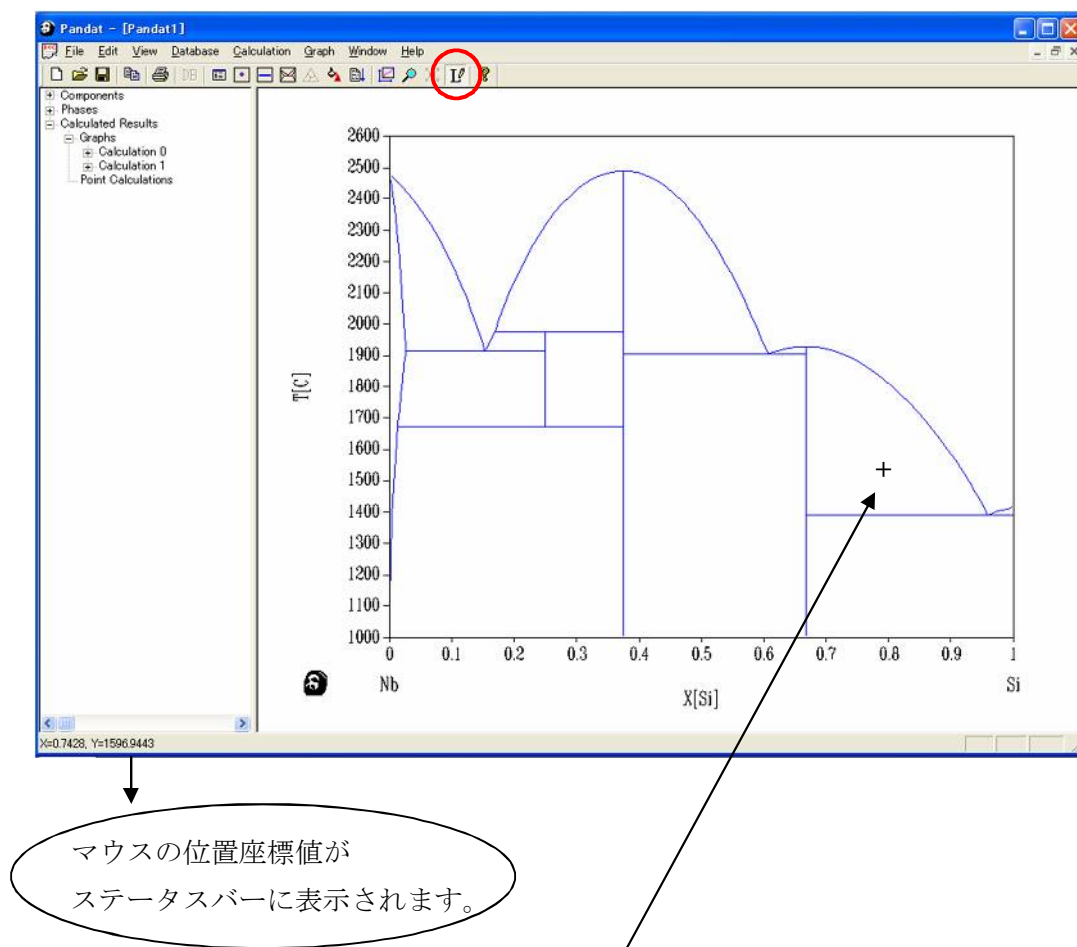 Pandat - [Pandat1]
File Edit View Database Calculation Graph Window Help
DB
Components
Phases
Calculated Results
Graphs
Calculation 0
Calculation 1
Point Calculations
2600
2500
2400
2300
2200
2100
2000
1900
1800
1700
1600
1500
1400
1300
1200
1100
1000
T[C]
0 0.1 0.2 0.3 0.4 0.5 0.6 0.7 0.8 0.9 1
Nb X[Si] Si
X=0.7428, Y=1596.9443
マウスの位置座標値が
ステータスバーに表示されます。